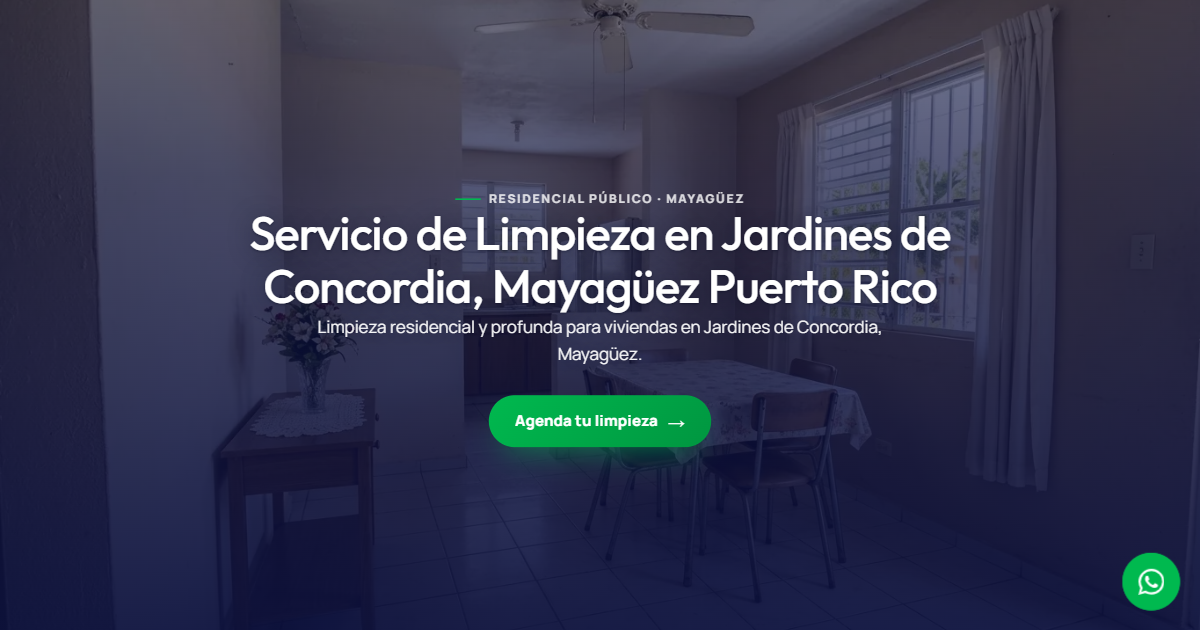 RESIDENCIAL PÚBLICO · MAYAGÜEZ
Servicio de Limpieza en Jardines de
Concordia, Mayagüez Puerto Rico
Limpieza residencial y profunda para viviendas en Jardines de Concordia,
Mayagüez.
Agenda tu limpieza →